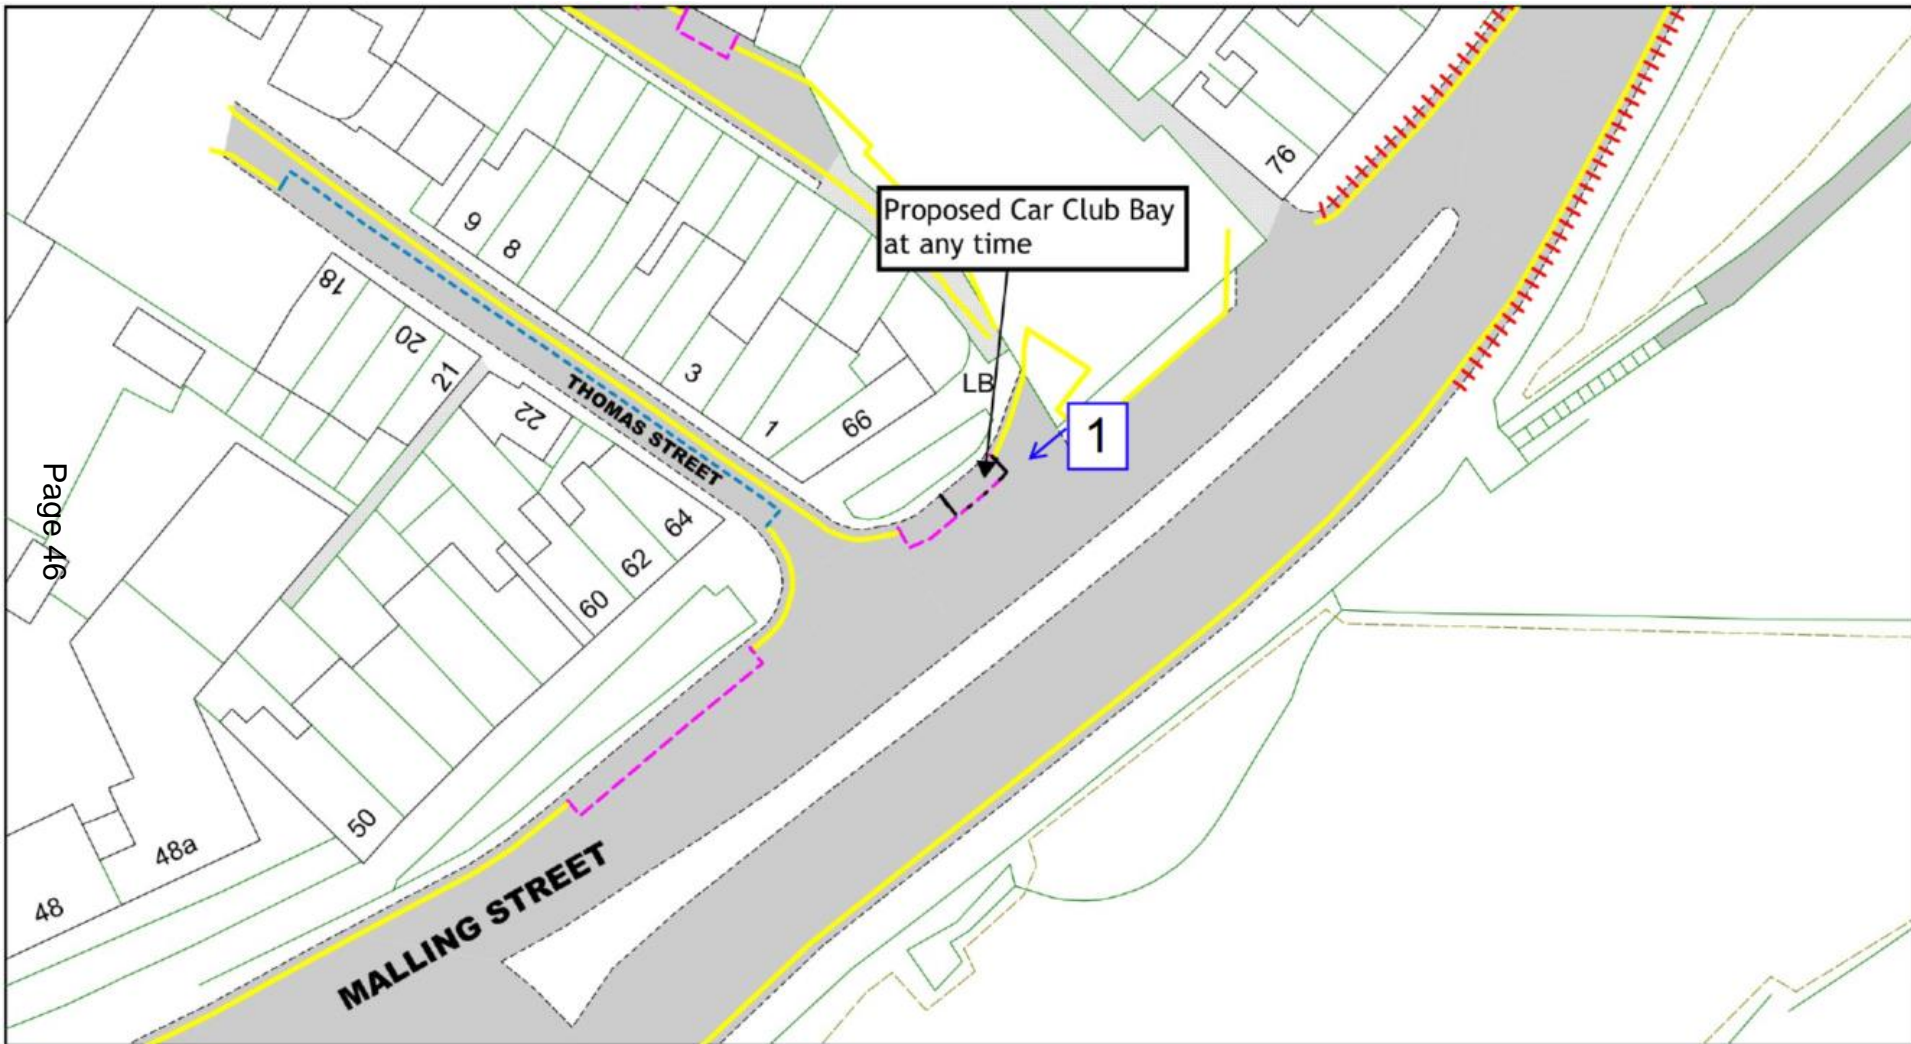 76
Proposed Car Club Bay
at any time
9
8
18
20
21
3
LB
22
THOMAS STREET
1
66
1
Page 46
64
62
60
50
48a
48
MALLING STREET